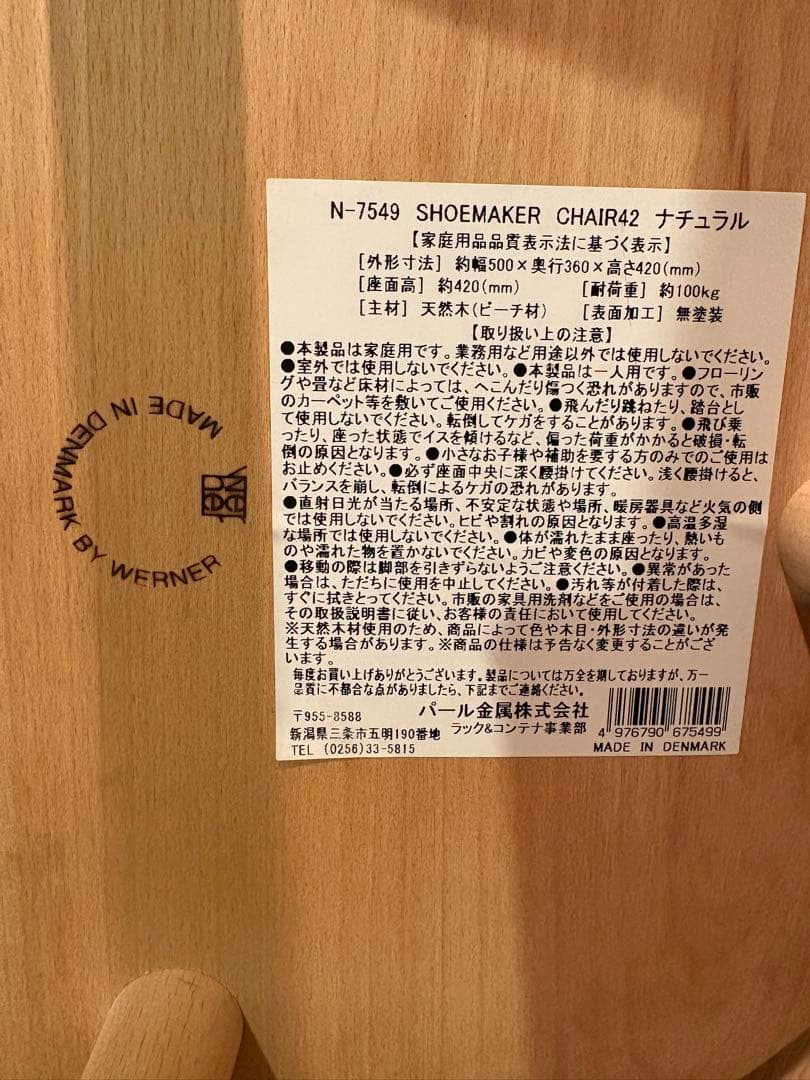 N-7549 SHOEMAKER CHAIR42 ナチュラル
【家庭用品品質表示法に基づく表示】
[外形寸法] 約幅500×奥行360×高さ420(mm)
[座面高] 約420(mm) [耐荷重] 約100kg
[主材] 天然木(ビーチ材) [表面加工] 無塗装
【取り扱い上の注意】
●本製品は家庭用です。業務用など用途以外では使用しないでください。
●室外では使用しないでください。●本製品は一人用です。●フローリン
グや畳など床材によっては、へこんだり傷つく恐れがありますので、市販
のカーペット等を敷いてご使用ください。●飛んだり跳ねたり、踏台とし
て使用しないでください。転倒してケガをすることがあります。●飛び乗
ったり、座った状態でイスを傾けるなど、偏った荷重がかかると破損・転
倒の原因となります。●小さなお子様や補助を要する方のみでのご使用は
お止めください。●必ず座面中央に深く腰掛けてください。浅く腰掛けると、
バランスを崩し、転倒によるケガの恐れがあります。
●直射日光が当たる場所、不安定な状態や場所、暖房器具など火気の側
では使用しないでください。ヒビや割れの原因となります。●高温多湿
な場所では使用しないでください。●体が濡れたまま座ったり、熱いも
のや濡れた物を置かないでください。カビや変色の原因となります。
●移動の際は脚部を引きずらないようご注意ください。●異常があった
場合は、ただちに使用を中止してください。●汚れ等が付着した際は、
すぐに拭きとってください。市販の家具用洗剤などをご使用の場合は、
その取扱説明書に従い、お客様の責任において使用してください。
※天然木材使用のため、商品によって色や木目・外形寸法の違いが発
生する場合があります。※商品の仕様は予告なく変更することがござ
います。
毎度お買い上げありがとうございます。製品については万全を期しておりますが、万一
品質に不都合な点がありましたら、下記までご連絡ください。
〒955-8588 パール金属株式会社
新潟県三条市五明190番地 ラック&コンテナ事業部
TEL (0256)33-5815
4 976790 675499
MADE IN DENMARK
MADE IN DENMARK BY WERNER
Wer
ner